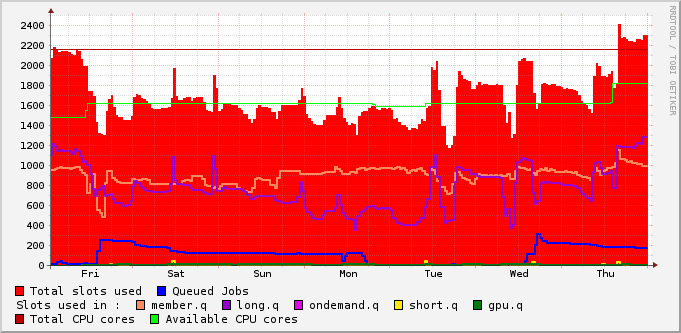 RRDTOOL / TOBI OETIKER
2400
2200
2000
1800
1600
1400
1200
1000
800
600
400
200
0
Fri Sat Sun Mon Tue Wed Thu
Total slots used Queued Jobs
Slots used in : member.q long.q ondemand.q short.q gpu.q
Total CPU cores Available CPU cores